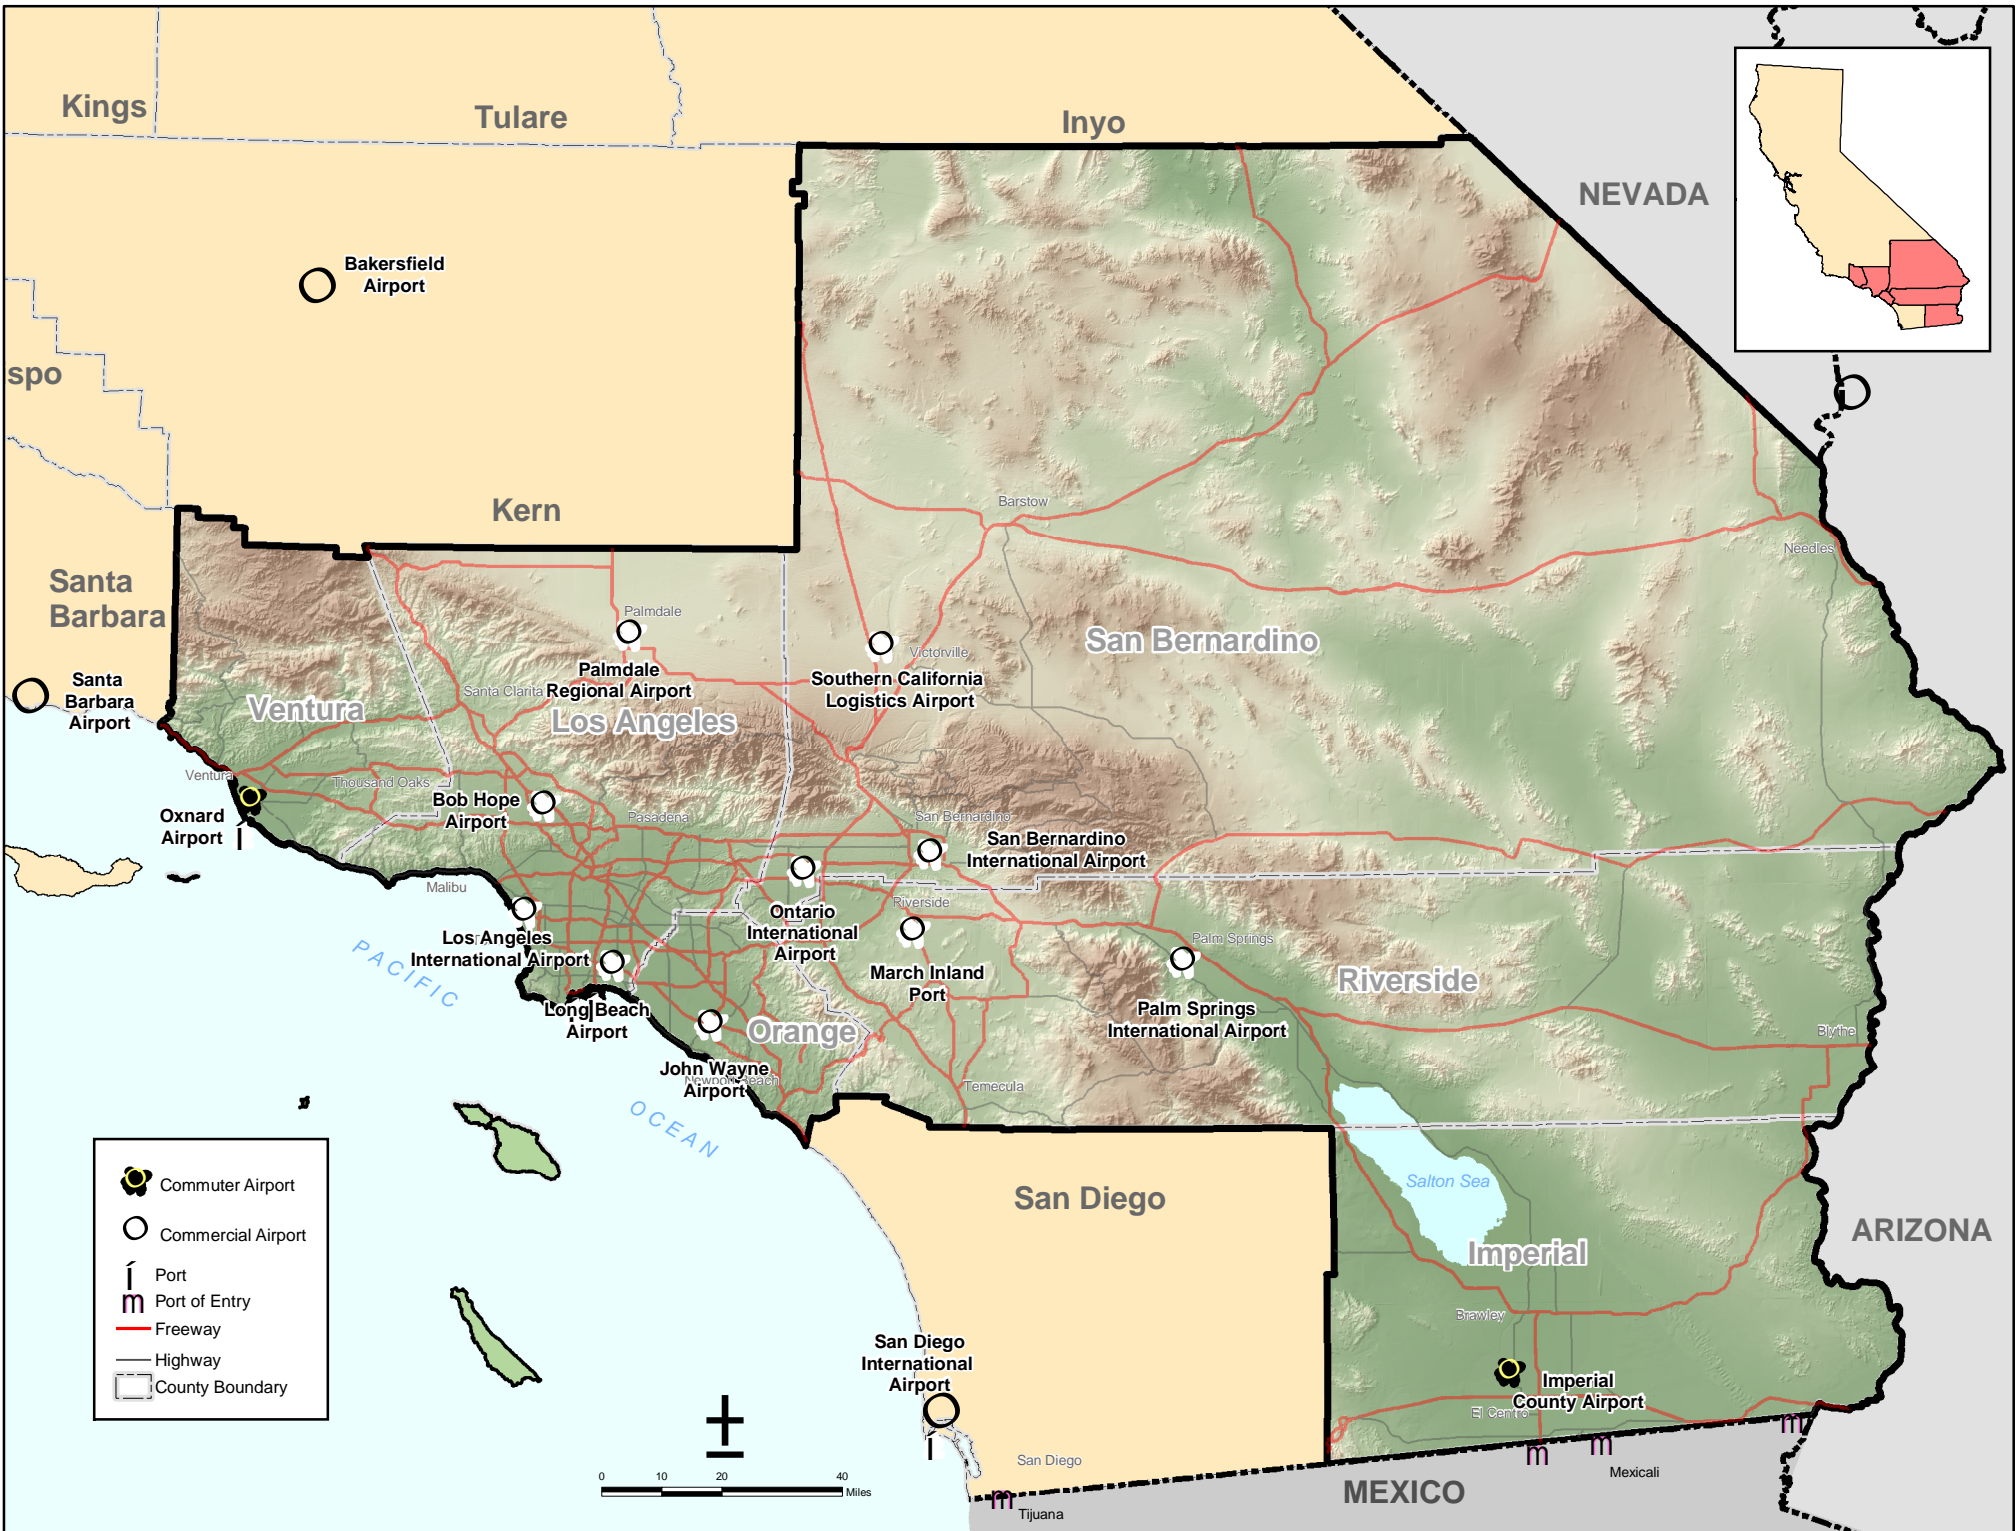 Kings
Tulare
Inyo
NEVADA
Bakersfield
Airport
spo
Kern
Barstow
Needles
Santa
Barbara
Palmdale
San Bernardino
Victorville
Palmdale
Regional Airport
Southern California
Logistics Airport
Santa
Barbara
Airport
Santa Clarita
Ventura
Los Angeles
Ventura
Thousand Oaks
Bob Hope
Airport
Pasadena
San Bernardino
Oxnard
Airport
Í
San Bernardino
International Airport
Malibu
Riverside
Ontario
International
Airport
Los Angeles
International Airport
Palm Springs
PACIFIC
March Inland
Port
Riverside
Long Beach
Airport
Orange
Palm Springs
International Airport
Blythe
John Wayne
Airport
Newport Beach
Temecula
OCEAN
Commuter Airport
Commercial Airport
Í Port
m Port of Entry
Freeway
Highway
County Boundary
San Diego
Salton Sea
Imperial
ARIZONA
Brawley
San Diego
International
Airport
Í
Imperial
County Airport
El Centro
m
m
m
Mexicali
San Diego
MEXICO
m
Tijuana
±
0 10 20 40
Miles